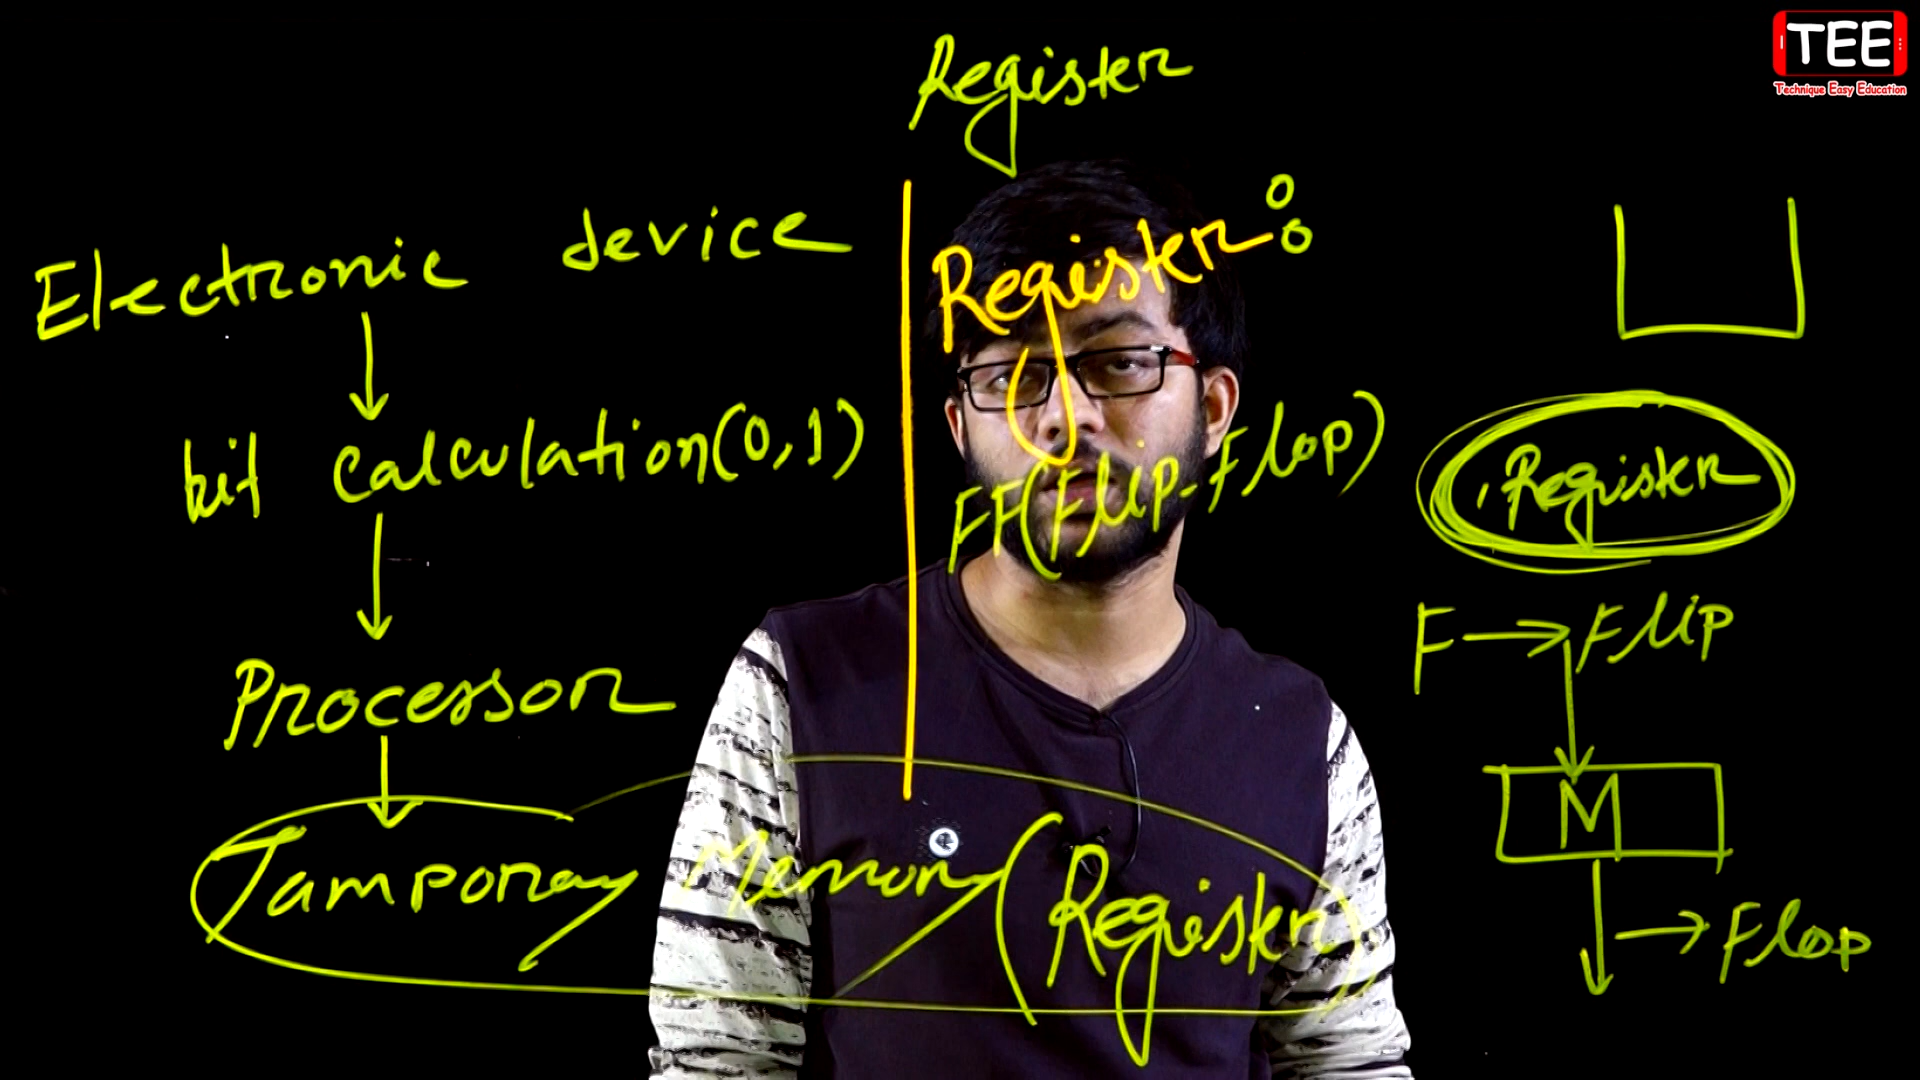 TEE
Technique Easy Education
Register
Electronic device
bit calculation(0,1)
Processor
Tamporay Memory (Register)
Register:
FF(Flip-Flop)
Register
F → Flip
M
→ Flop